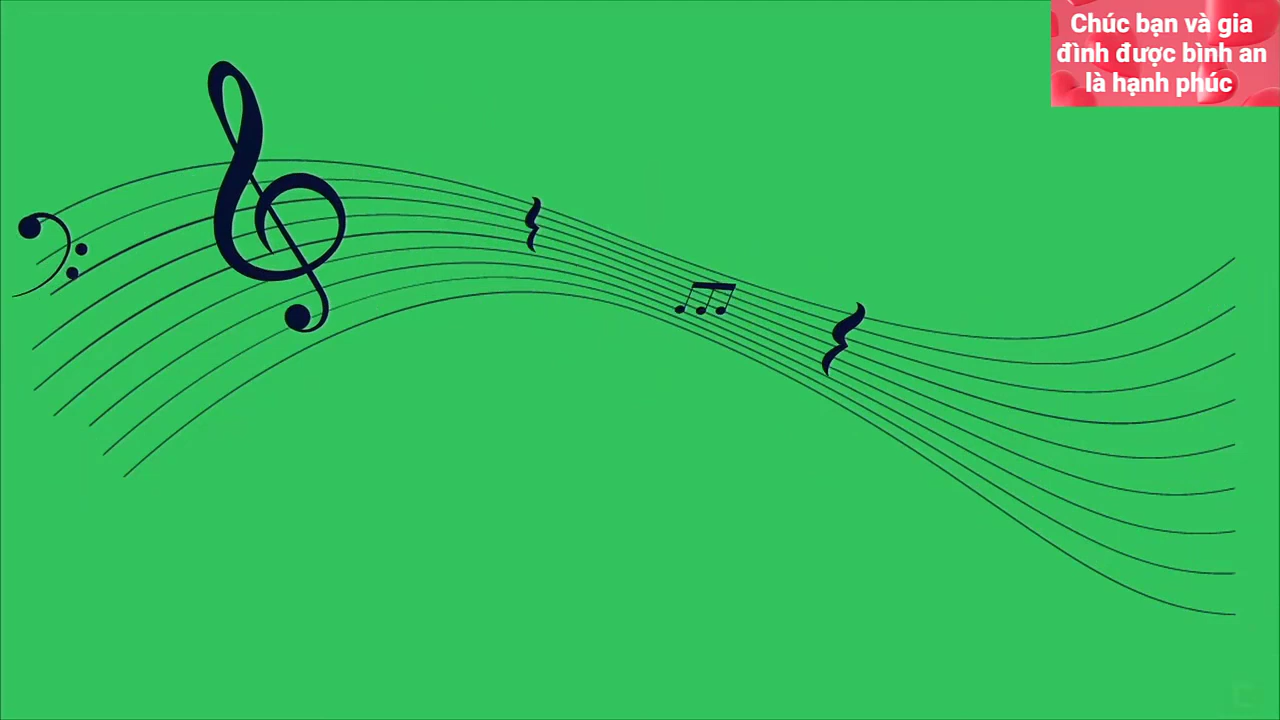 Chúc bạn và gia
đình được bình an
là hạnh phúc